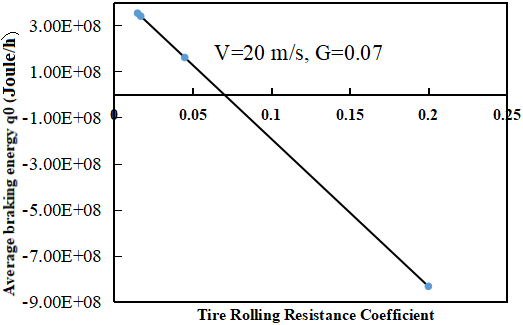 Average braking energy q0 (Joule/h)
3.00E+08
1.00E+08
-1.00E+08
-3.00E+08
-5.00E+08
-7.00E+08
-9.00E+08
V=20 m/s, G=0.07
0 0.05 0.1 0.15 0.2 0.25
Tire Rolling Resistance Coefficient